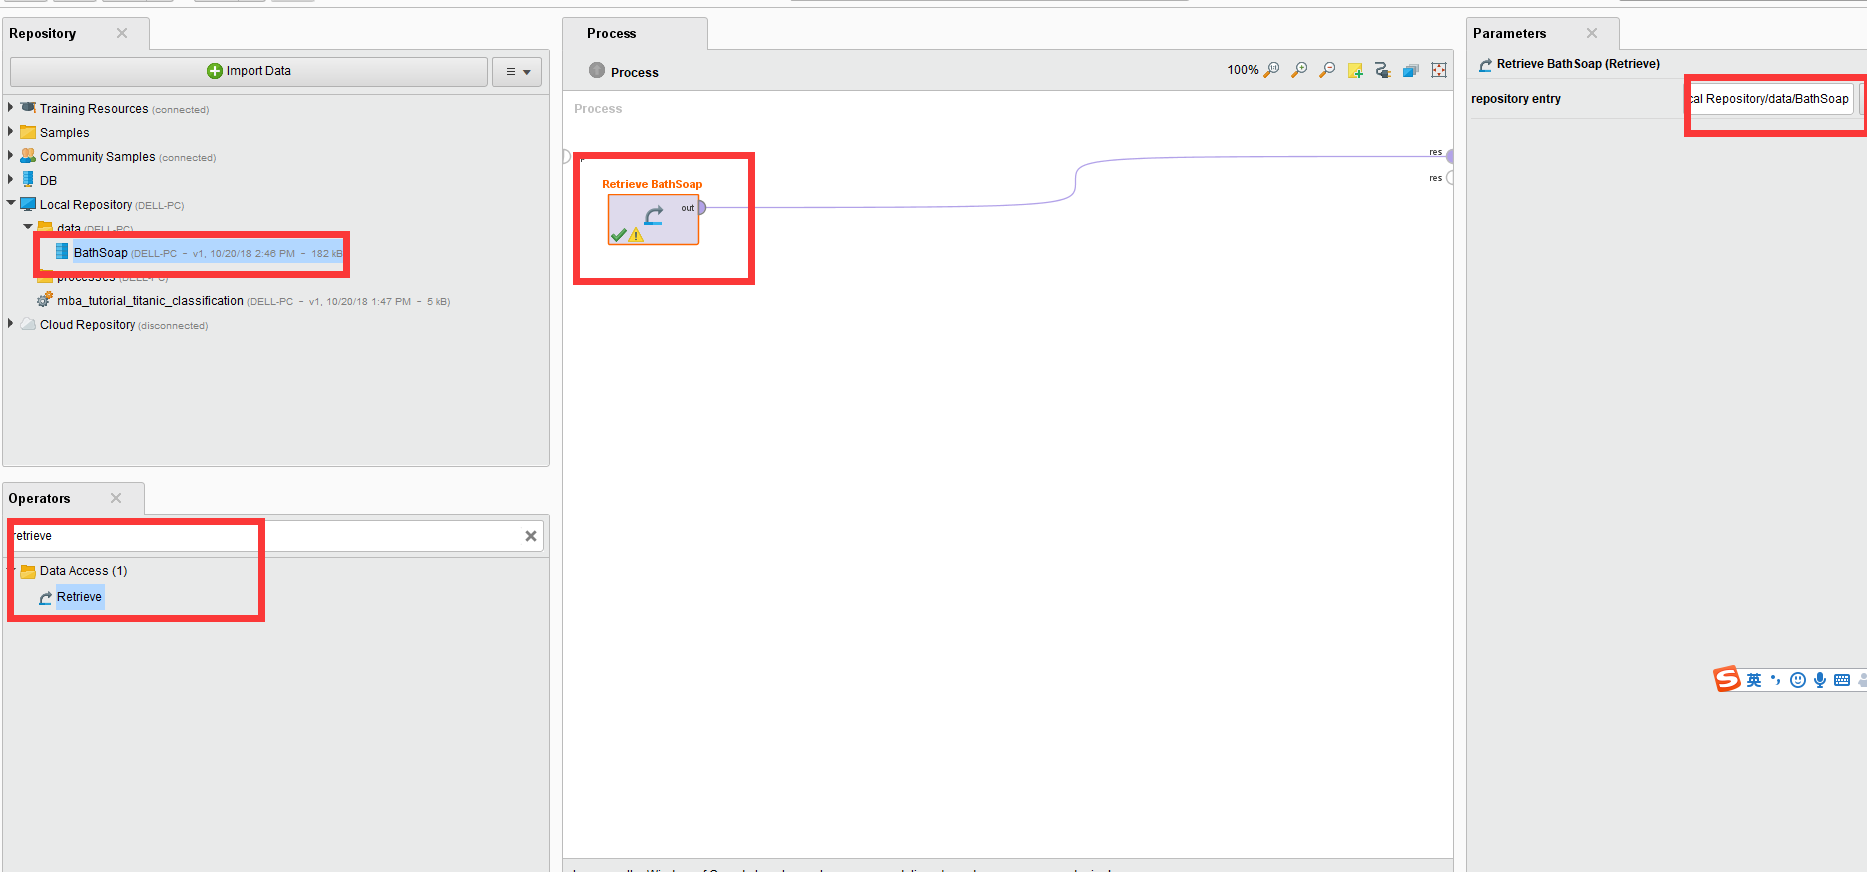 Repository
Import Data
Training Resources (connected)
Samples
Community Samples (connected)
DB
Local Repository (DELL-PC)
data (DELL-PC)
BathSoap (DELL-PC - v1, 10/20/18 2:46 PM - 182 kB
processes (DELL-PC)
mba_tutorial_titanic_classification (DELL-PC - v1, 10/20/18 1:47 PM - 5 kB)
Cloud Repository (disconnected)
Operators
retrieve
Data Access (1)
Retrieve
Process
Process
100%
Process
Retrieve BathSoap
out
res
res
Parameters
Retrieve BathSoap (Retrieve)
repository entry
cal Repository/data/BathSoap
英